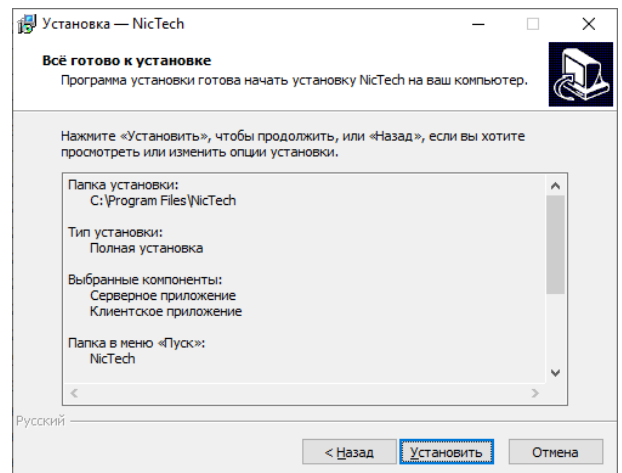 Установка — NicTech
Всё готово к установке
Программа установки готова начать установку NicTech на ваш компьютер.
Нажмите «Установить», чтобы продолжить, или «Назад», если вы хотите
просмотреть или изменить опции установки.
Папка установки:
C:\Program Files\NicTech
Тип установки:
Полная установка
Выбранные компоненты:
Серверное приложение
Клиентское приложение
Папка в меню «Пуск»:
NicTech
Русский
< Назад
Установить
Отмена